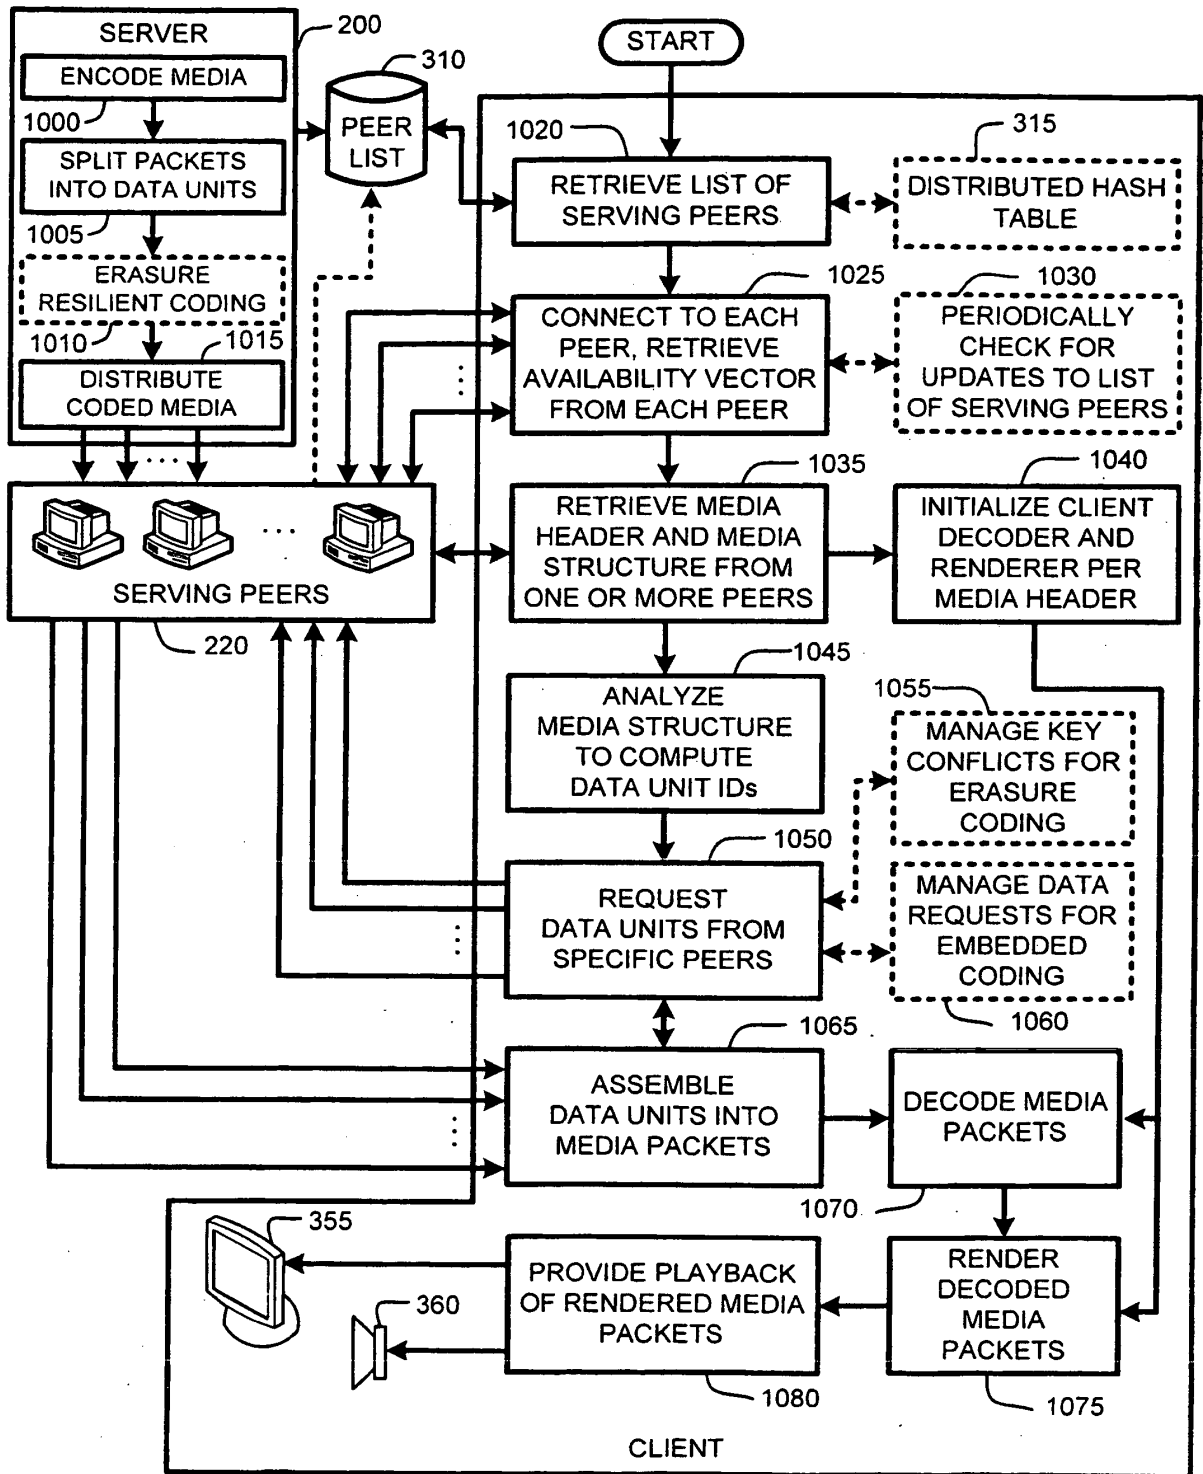 SERVER
200
ENCODE MEDIA
1000
SPLIT PACKETS
INTO DATA UNITS
1005
ERASURE
RESILIENT CODING
1010
1015
DISTRIBUTE
CODED MEDIA
310
PEER
LIST
START
1020
RETRIEVE LIST OF
SERVING PEERS
315
DISTRIBUTED HASH
TABLE
1025
CONNECT TO EACH
PEER, RETRIEVE
AVAILABILITY VECTOR
FROM EACH PEER
1030
PERIODICALLY
CHECK FOR
UPDATES TO LIST
OF SERVING PEERS
SERVING PEERS
220
1035
RETRIEVE MEDIA
HEADER AND MEDIA
STRUCTURE FROM
ONE OR MORE PEERS
1040
INITIALIZE CLIENT
DECODER AND
RENDERER PER
MEDIA HEADER
1045
ANALYZE
MEDIA STRUCTURE
TO COMPUTE
DATA UNIT IDs
1055
MANAGE KEY
CONFLICTS FOR
ERASURE
CODING
1050
REQUEST
DATA UNITS FROM
SPECIFIC PEERS
MANAGE DATA
REQUESTS FOR
EMBEDDED
CODING
1060
1065
ASSEMBLE
DATA UNITS INTO
MEDIA PACKETS
DECODE MEDIA
PACKETS
1070
RENDER
DECODED
MEDIA
PACKETS
1075
PROVIDE PLAYBACK
OF RENDERED MEDIA
PACKETS
1080
355
360
CLIENT